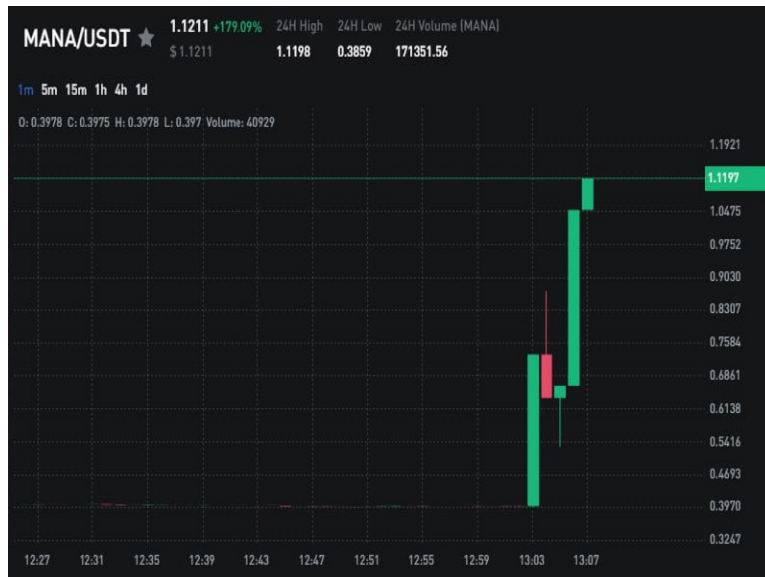 MANA/USDT ★ 1.1211 +179.09% 24H High 24H Low 24H Volume (MANA)
$ 1.1211 1.1198 0.3859 171351.56
1m 5m 15m 1h 4h 1d
O: 0.3978 C: 0.3975 H: 0.3978 L: 0.397 Volume: 40929
1.1921
1.1197
1.0475
0.9752
0.9030
0.8307
0.7584
0.6861
0.6138
0.5416
0.4693
0.3970
0.3247
12:27 12:31 12:35 12:39 12:43 12:47 12:51 12:55 12:59 13:03 13:07